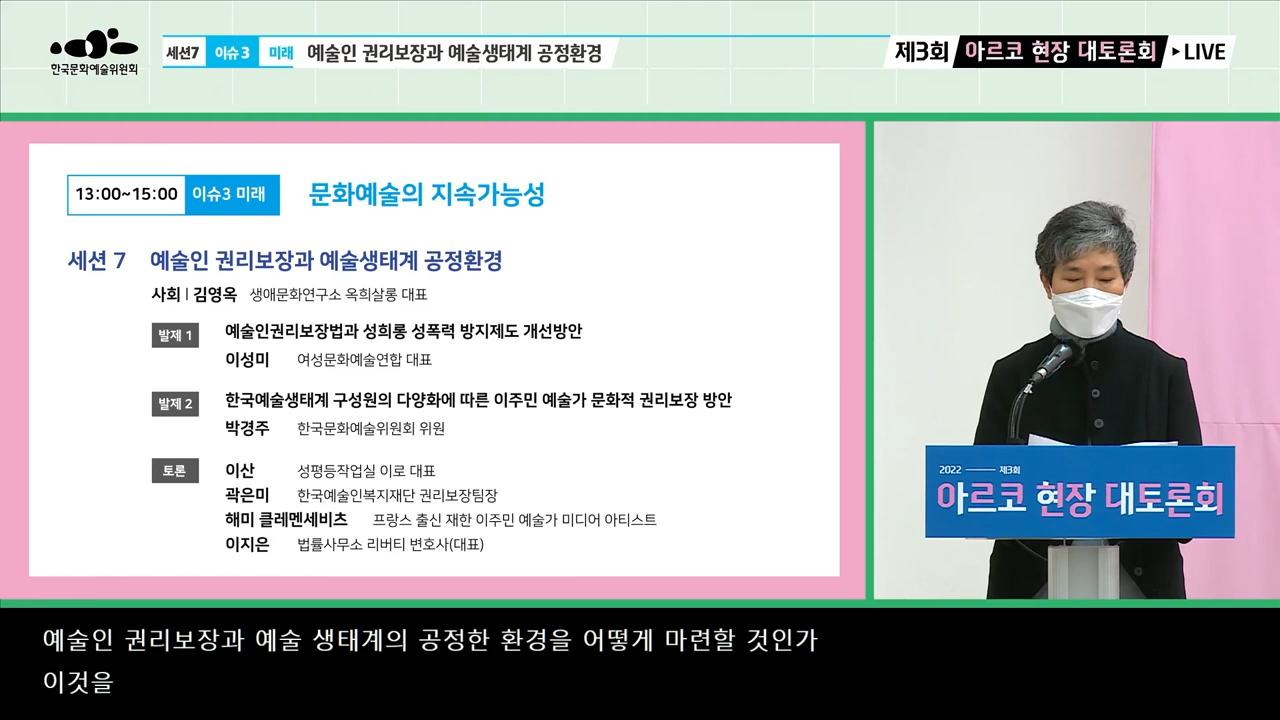 한국문화예술위원회
세션7 이슈 3 미래 예술인 권리보장과 예술생태계 공정환경
제3회 아르코 현장 대토론회 LIVE
13:00~15:00 이슈3 미래 문화예술의 지속가능성
세션 7 예술인 권리보장과 예술생태계 공정환경
사회 | 김영옥 생애문화연구소 옥희살롱 대표
발제 1 예술인권리보장법과 성희롱 성폭력 방지제도 개선방안
이성미 여성문화예술연합 대표
발제 2 한국예술생태계 구성원의 다양화에 따른 이주민 예술가 문화적 권리보장 방안
박경주 한국문화예술위원회 위원
토론 이산 성평등작업실 이로 대표
곽은미 한국예술인복지재단 권리보장팀장
해미 클레멘세비츠 프랑스 출신 재한 이주민 예술가 미디어 아티스트
이지은 법률사무소 리버티 변호사(대표)
2022 제3회
아르코 현장 대토론회
예술인 권리보장과 예술 생태계의 공정한 환경을 어떻게 마련할 것인가
이것을